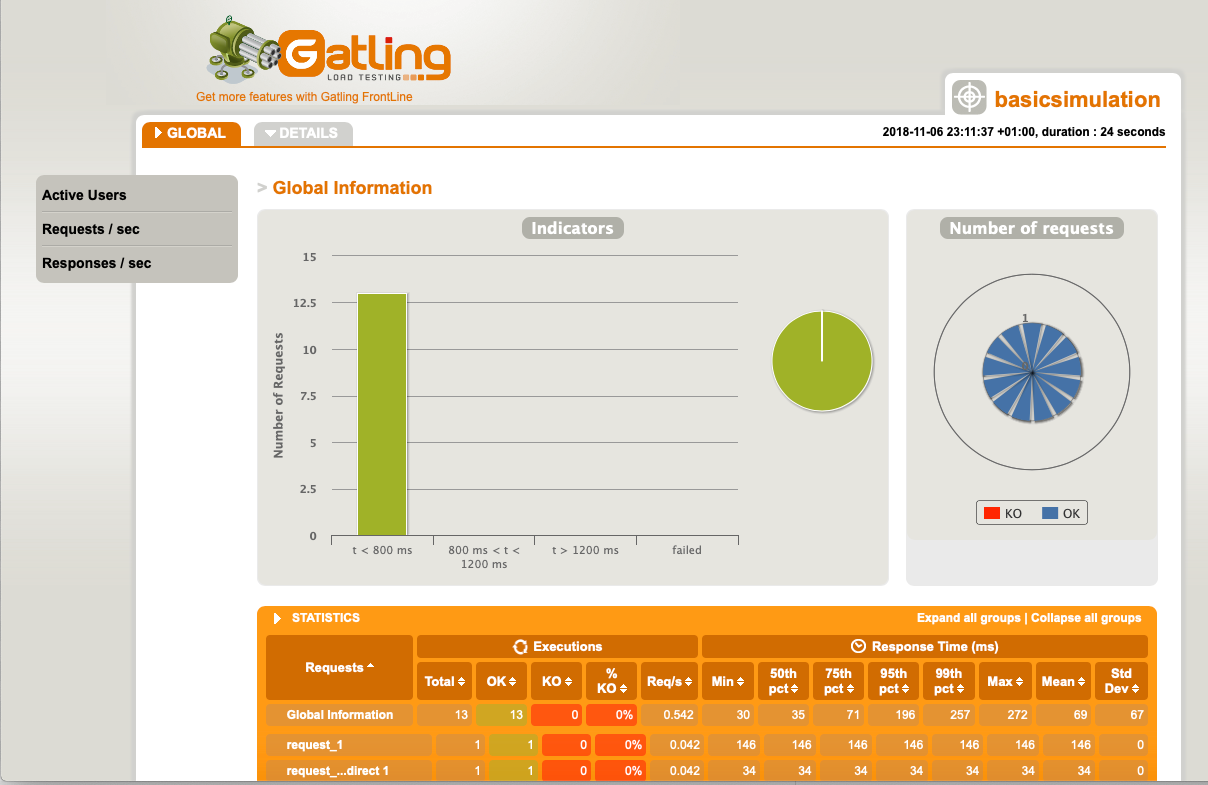 Gatling
LOAD TESTING
Get more features with Gatling FrontLine
basicsimulation
GLOBAL
DETAILS
2018-11-06 23:11:37 +01:00, duration : 24 seconds
Active Users
Requests / sec
Responses / sec
> Global Information
Indicators
Number of Requests
15
12.5
10
7.5
5
2.5
0
t < 800 ms
800 ms < t <
1200 ms
t > 1200 ms
failed
Number of requests
1
KO OK
STATISTICS
Expand all groups | Collapse all groups
Requests
Executions
Response Time (ms)
Total OK KO % KO Req/s Min 50th pct 75th pct 95th pct 99th pct Max Mean Std Dev
Global Information 13 13 0 0% 0.542 30 35 71 196 257 272 69 67
request_1 1 1 0 0% 0.042 146 146 146 146 146 146 146 0
request_...direct 1 1 1 0 0% 0.042 34 34 34 34 34 34 34 0